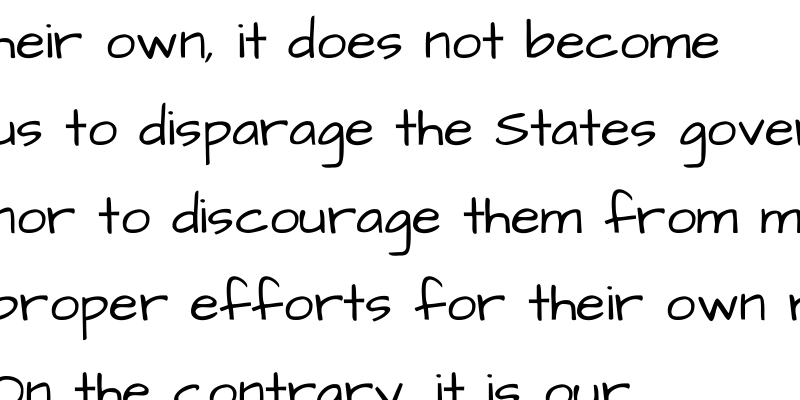 heir own, it does not become
us to disparage the States gover
nor to discourage them from m
proper efforts for their own r
On the contrary, it is our